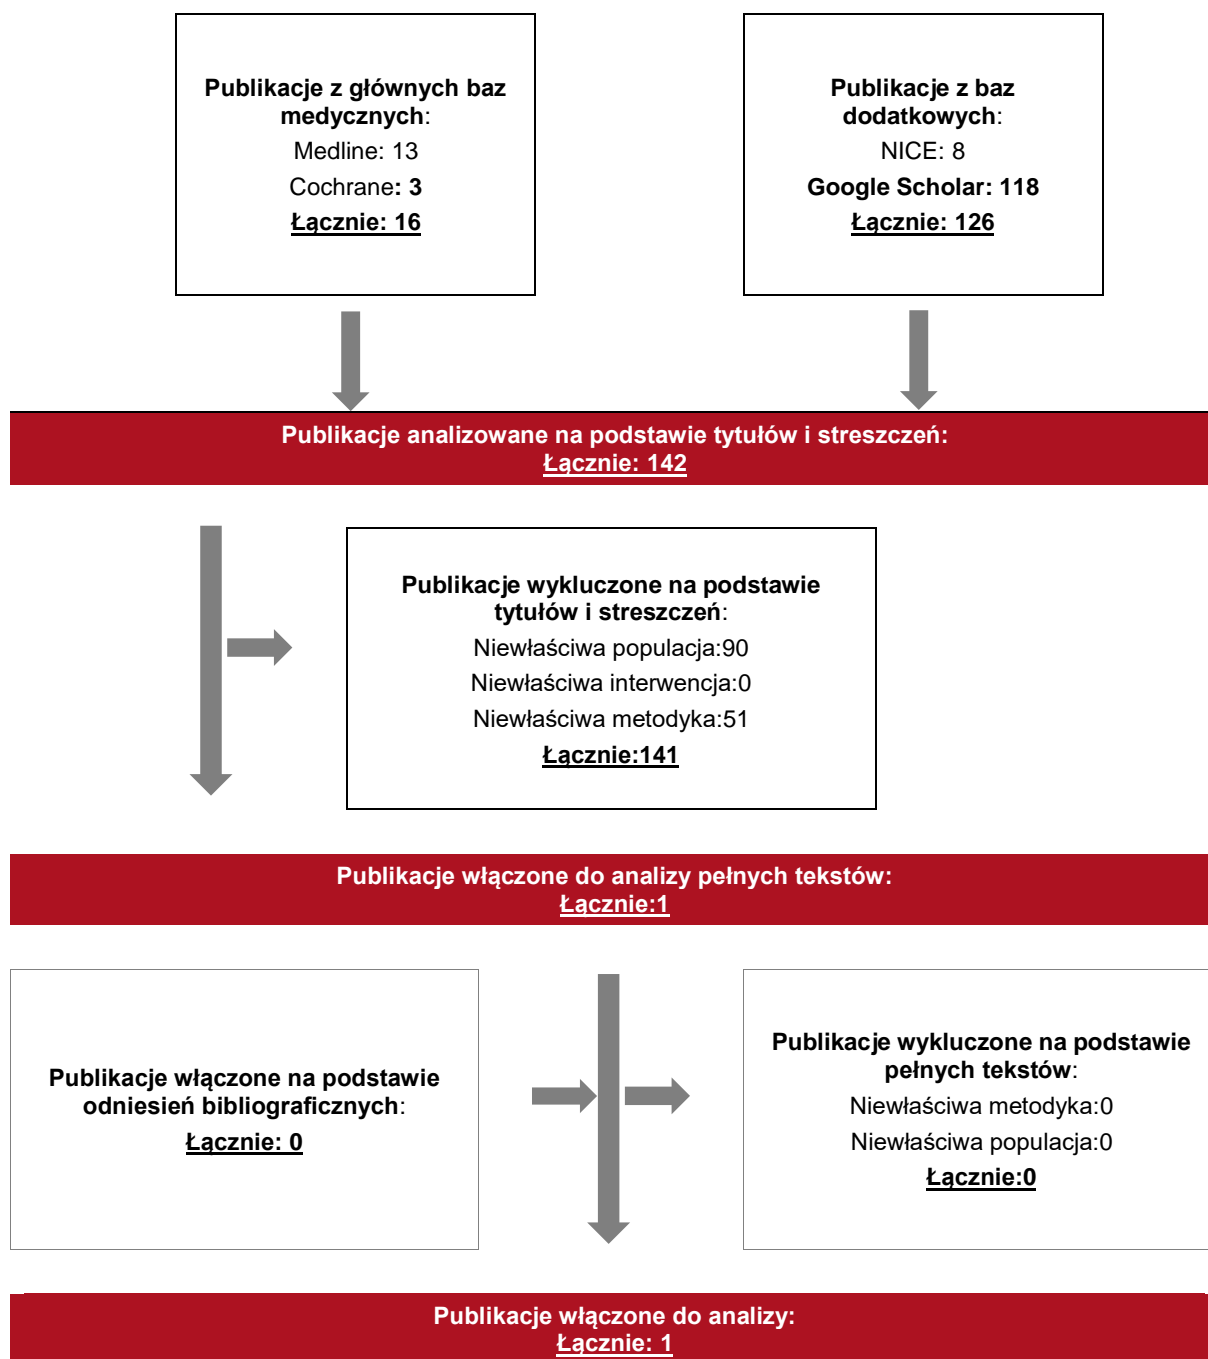 Publikacje z głównych baz
medycznych:
Medline: 13
Cochrane: 3
Łącznie: 16
Publikacje z baz
dodatkowych:
NICE: 8
Google Scholar: 118
Łącznie: 126
Publikacje analizowane na podstawie tytułów i streszczeń:
Łącznie: 142
Publikacje wykluczone na podstawie
tytułów i streszczeń:
Niewłaściwa populacja:90
Niewłaściwa interwencja:0
Niewłaściwa metodyka:51
Łącznie:141
Publikacje włączone do analizy pełnych tekstów:
Łącznie:1
Publikacje włączone na podstawie
odniesień bibliograficznych:
Łącznie: 0
Publikacje wykluczone na podstawie
pełnych tekstów:
Niewłaściwa metodyka:0
Niewłaściwa populacja:0
Łącznie:0
Publikacje włączone do analizy:
Łącznie: 1